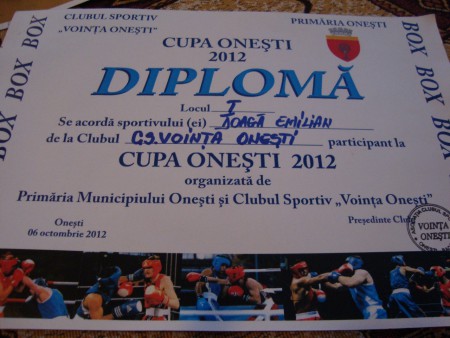 CLUBUL SPORTIV
„VOINȚA ONEȘTI”
PRIMĂRIA ONEȘTI
BOX BOX BOX
BOX BOX BOX
CUPA ONEȘTI
2012
DIPLOMĂ
Locul I
Se acordă sportivului (ei) DOAGĂ EMILIAN
de la Clubul C.S. VOINȚA ONEȘTI participant la
CUPA ONEȘTI 2012
organizată de
Primăria Municipiului Onești și Clubul Sportiv „Voința Onești”
Onești
06 octombrie 2012
Președinte
VOINȚA
ONEȘTI